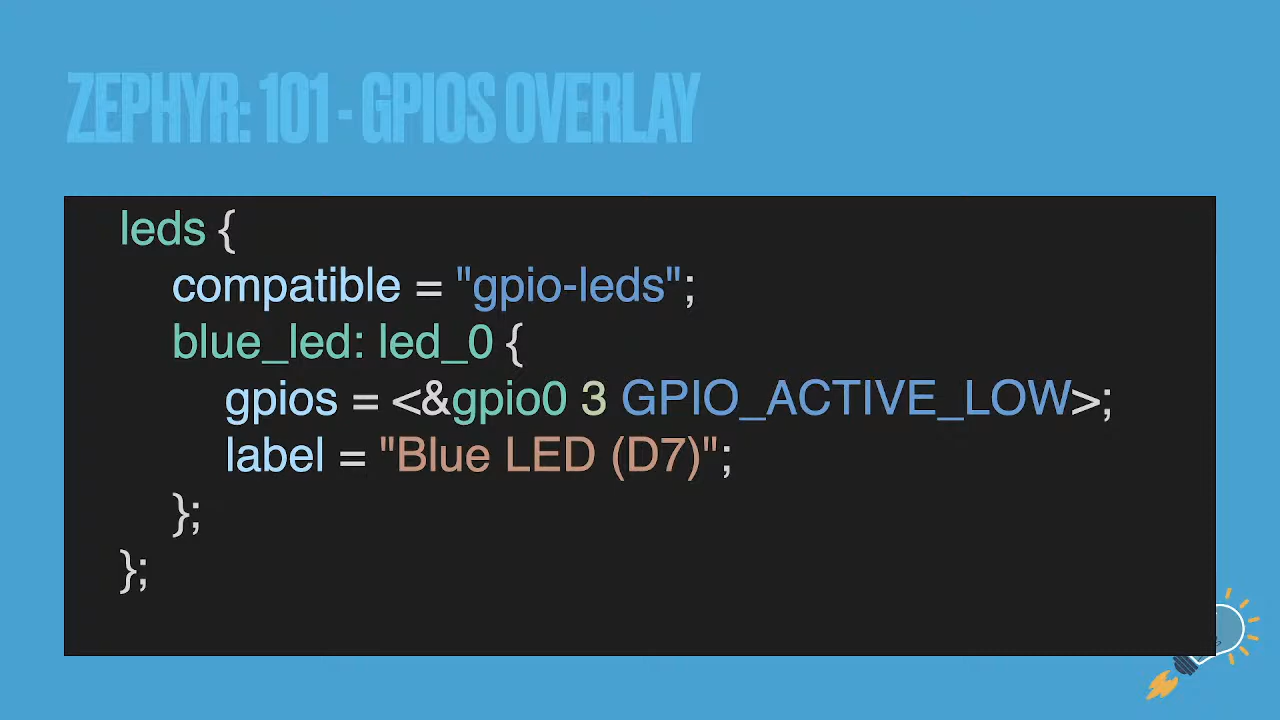 ZEPHYR: 101 - GPIOS OVERLAY
leds {
compatible = "gpio-leds";
blue_led: led_0 {
gpios = <&gpio0 3 GPIO_ACTIVE_LOW>;
label = "Blue LED (D7)";
};
};